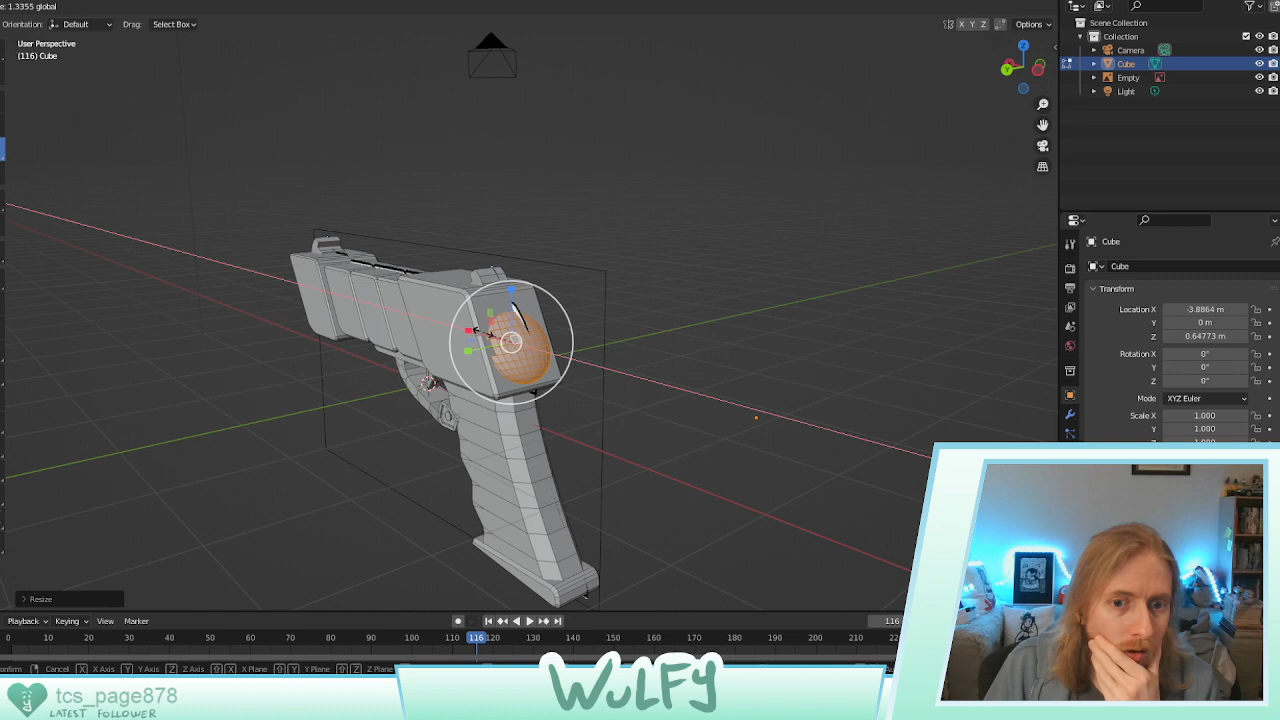 e: 1.3355 global
Orientation: Default Drag: Select Box X Y Z Options
User Perspective
(116) Cube
Z
Y
Scene Collection
Collection
Camera
Cube
Empty
Light
Cube
Cube
Transform
Location X -3.8864 m
Y 0 m
Z 0.64773 m
Rotation X 0°
Y 0°
Z 0°
Mode XYZ Euler
Scale X 1.000
Y 1.000
Z 1.000
Resize
Playback Keying View Marker 116
0 10 20 30 40 50 60 70 80 90 100 110 116 120 130 140 150 160 170 180 190 200 210 22
onfirm Cancel X X Axis Y Y Axis Z Z Axis X X Plane Y Y Plane Z Z Plane
WULFY
tcs_page878
LATEST FOLLOWER